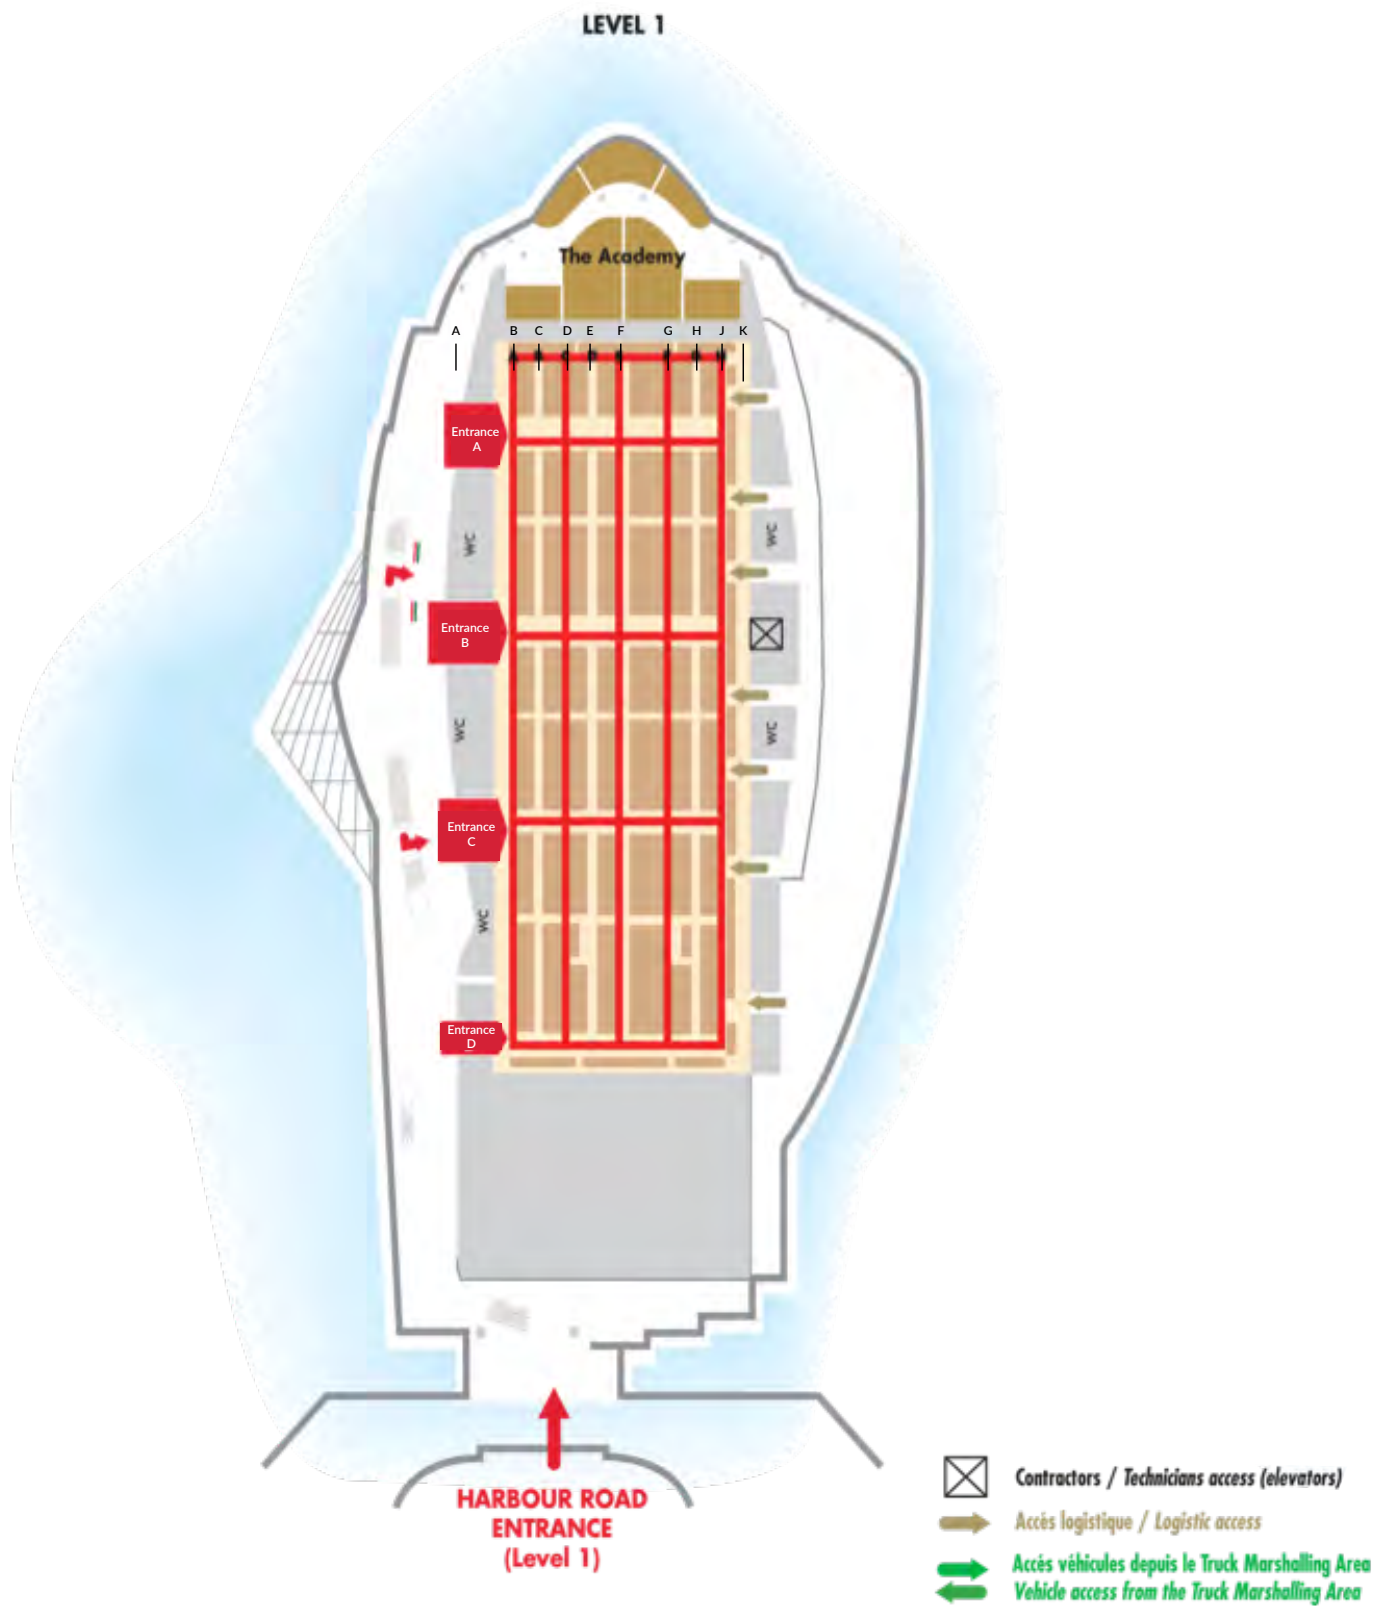 LEVEL 1
The Academy
A B C D E F G H J K
Entrance
A
WC
WC
Entrance
B
WC
WC
Entrance
C
WC
Entrance
D
HARBOUR ROAD
ENTRANCE
(Level 1)
Contractors / Technicians access (elevators)
Accès logistique / Logistic access
Accès véhicules depuis le Truck Marshalling Area
Vehicle access from the Truck Marshalling Area